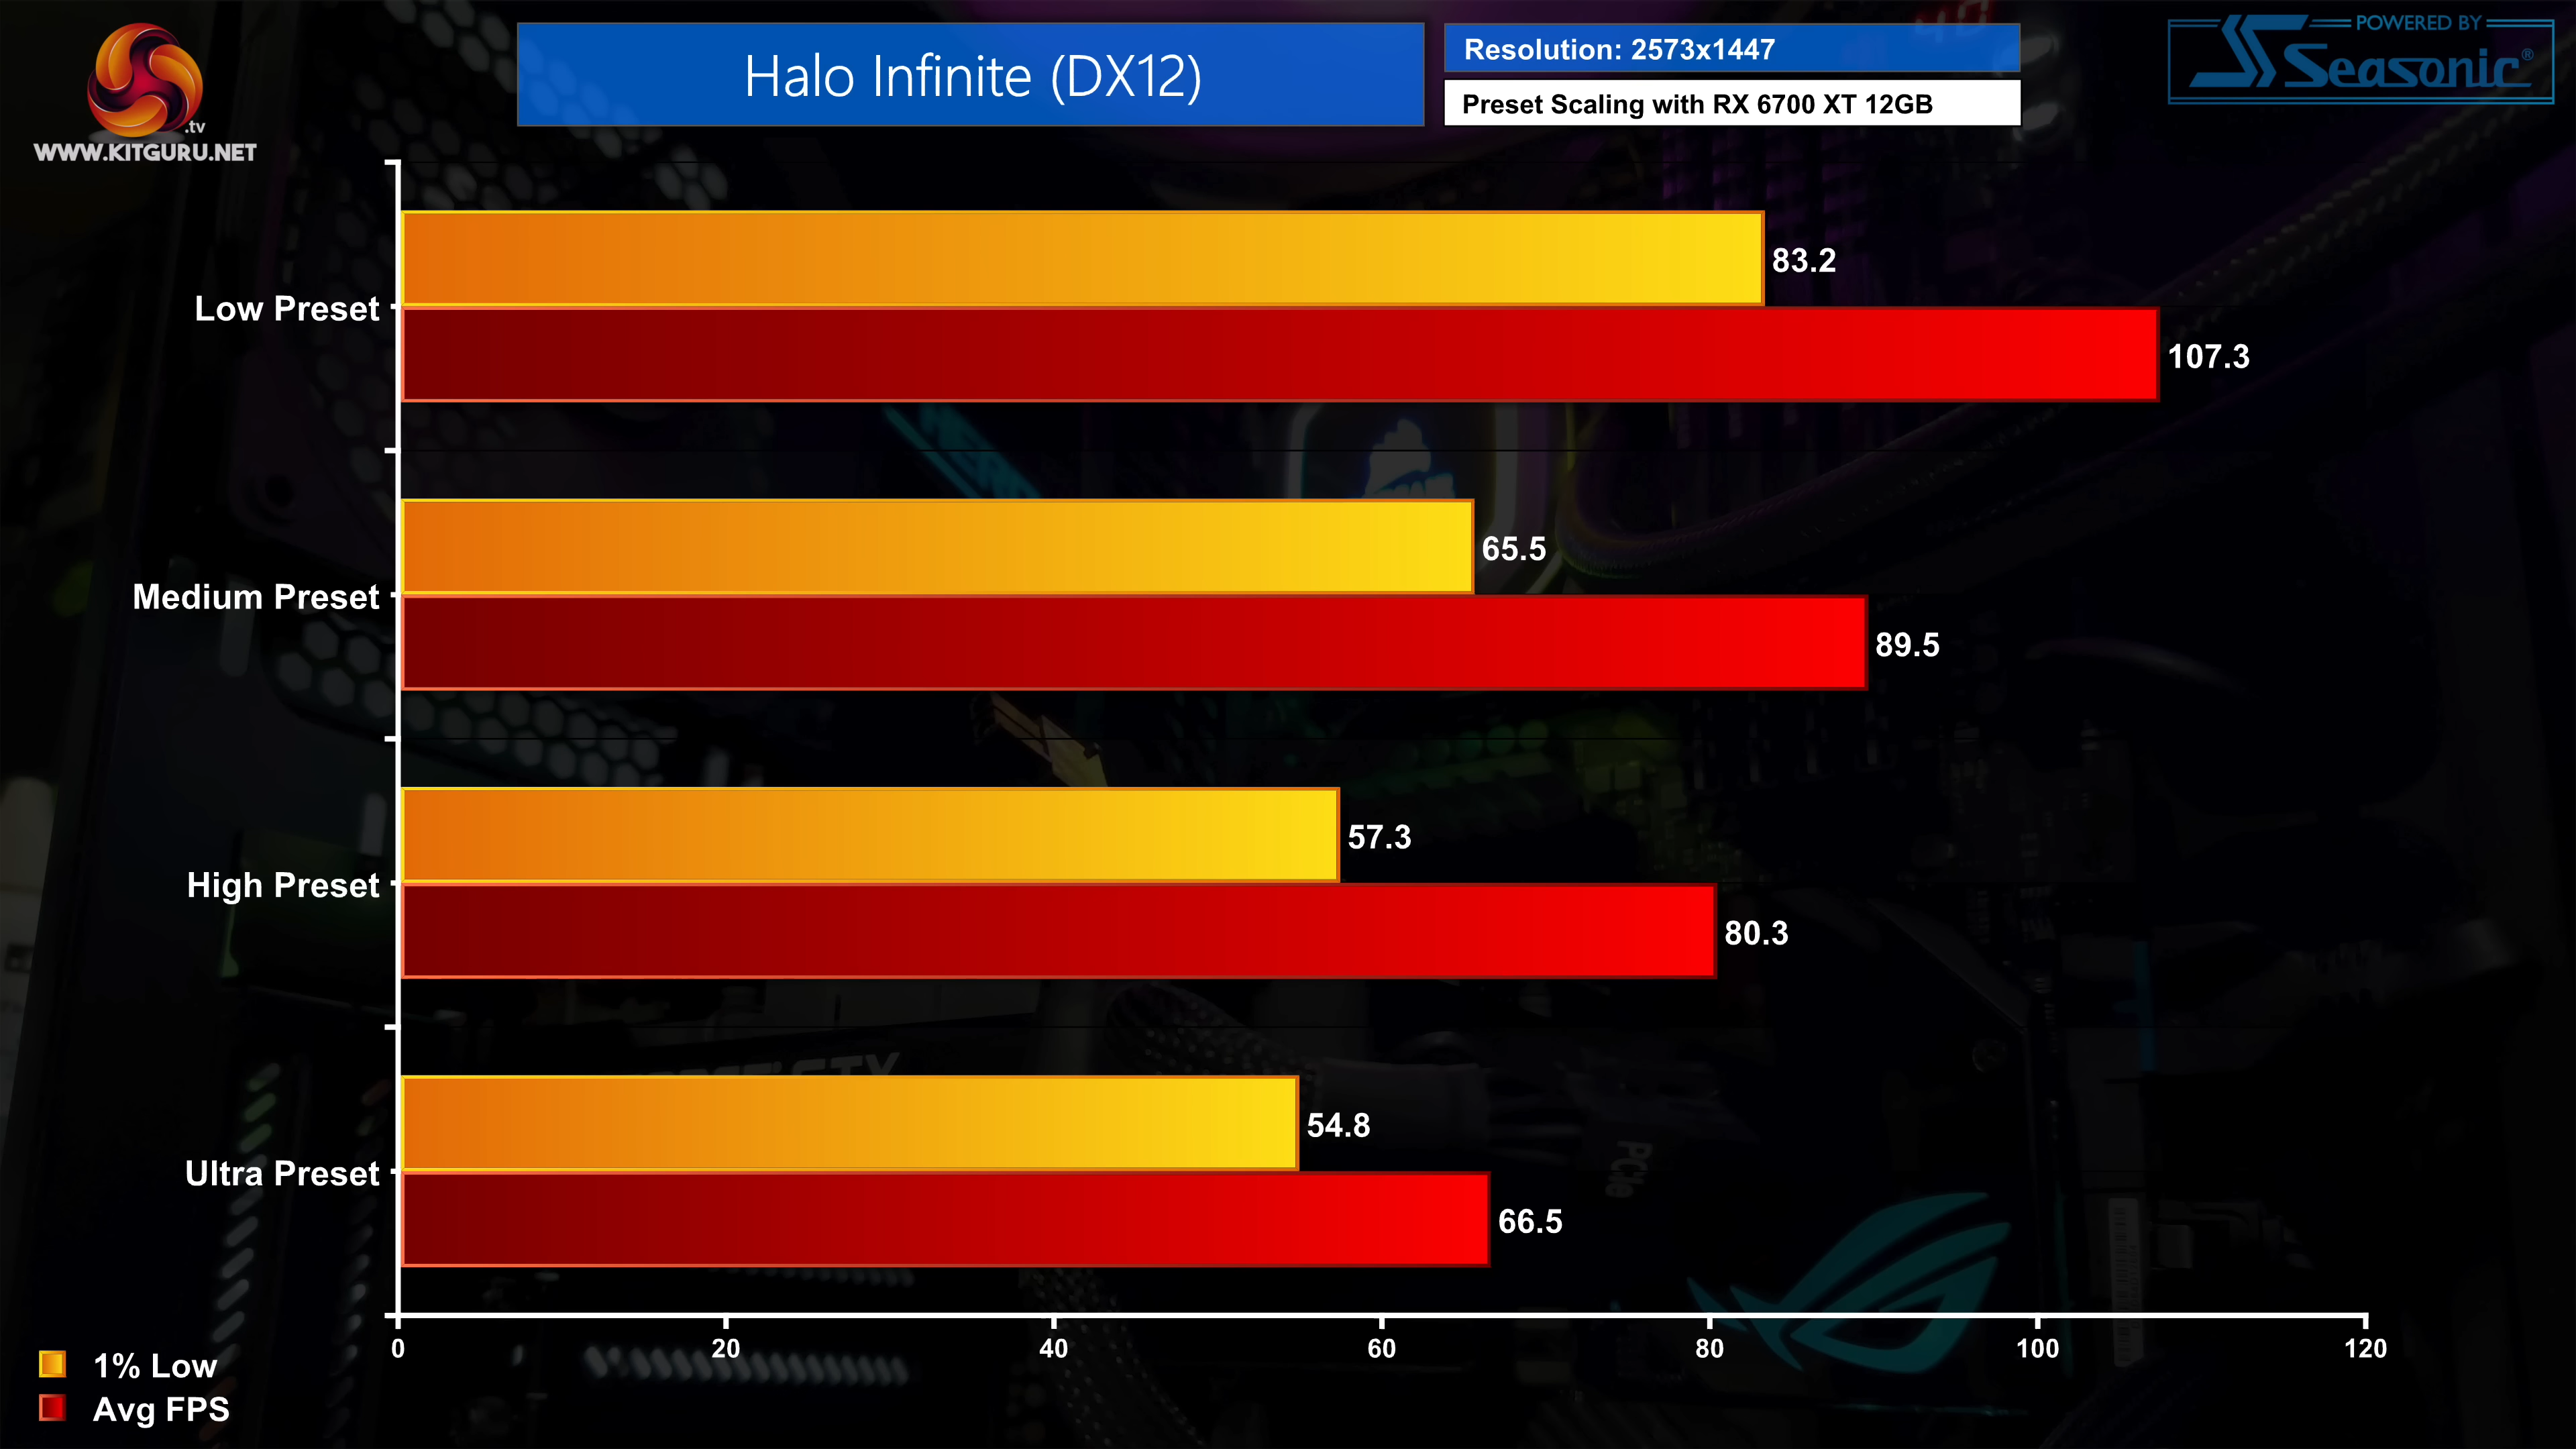 Halo Infinite (DX12)
Resolution: 2573x1447
Preset Scaling with RX 6700 XT 12GB
POWERED BY
Seasonic®
.tv
WWW.KITGURU.NET
Low Preset
83.2
107.3
Medium Preset
65.5
89.5
High Preset
57.3
80.3
Ultra Preset
54.8
66.5
PCIe
0 20 40 60 80 100 120
1% Low
Avg FPS